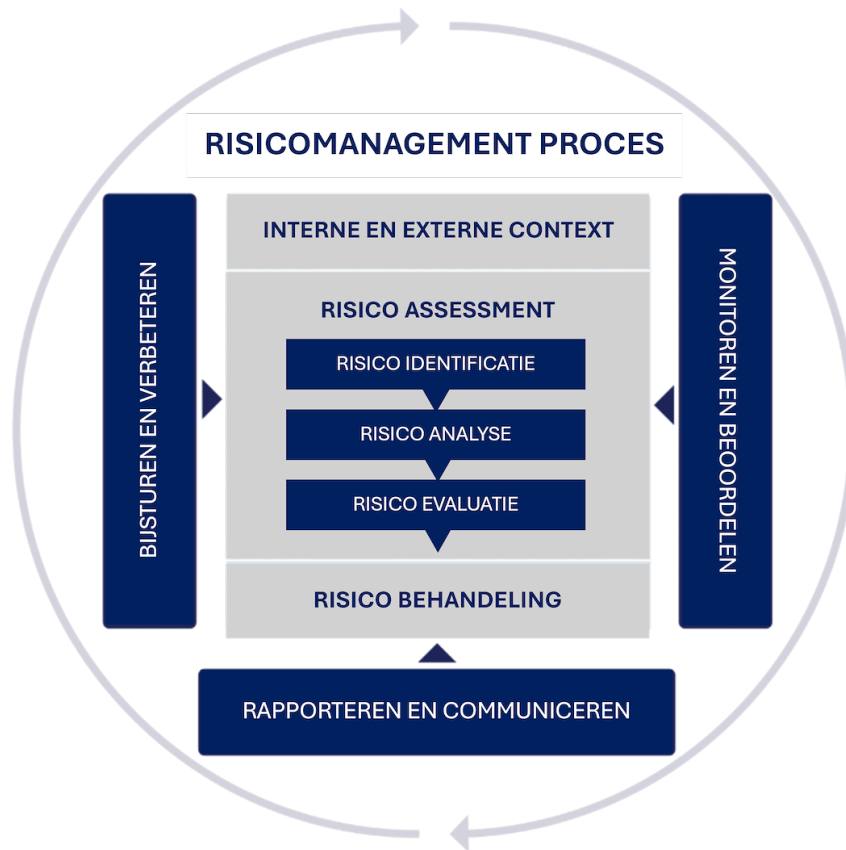 RISICOMANAGEMENT PROCES
INTERNE EN EXTERNE CONTEXT
RISICO ASSESSMENT
RISICO IDENTIFICATIE
RISICO ANALYSE
RISICO EVALUATIE
RISICO BEHANDELING
BIJSTUREN EN VERBETEREN
MONITOREN EN BEOORDELEN
RAPPORTEREN EN COMMUNICEREN